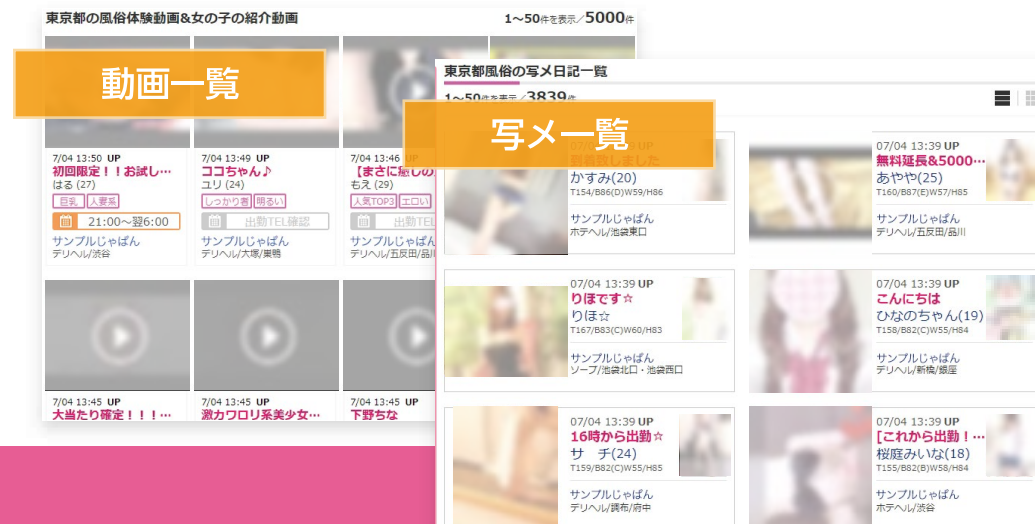 東京都の風俗体験動画&女の子の紹介動画
1～50件を表示／5000件
動画一覧
7/04 13:50 UP
初回限定！！お試し…
はる (27)
巨乳 人妻系
21:00～翌6:00
サンプルじゃぱん
デリヘル/渋谷
7/04 13:49 UP
ココちゃん♪
ユリ (24)
しっかり者 明るい
出勤TEL確認
サンプルじゃぱん
デリヘル/大塚/巣鴨
7/04 13:46 UP
【まさに癒しの
もえ (29)
人気TOP3 エロい
出勤TEL
サンプルじゃぱん
デリヘル/五反田/品川
7/04 13:45 UP
大当たり確定！！！…
7/04 13:45 UP
激カワロリ系美少女…
7/04 13:45 UP
下野ちな
東京都風俗の写メ日記一覧
1～50件を表示／3839件
写メ一覧
かすみ(20)
T154/B86(D)W59/H86
サンプルじゃぱん
ホテヘル/池袋東口
07/04 13:39 UP
無料延長&5000…
あやや(25)
T160/B87(E)W57/H85
サンプルじゃぱん
デリヘル/五反田/品川
07/04 13:39 UP
りほです☆
りほ☆
T167/B83(C)W60/H83
サンプルじゃぱん
ソープ/池袋北口・池袋西口
07/04 13:39 UP
こんにちは
ひなのちゃん(19)
T158/B82(C)W55/H84
サンプルじゃぱん
デリヘル/新橋/銀座
07/04 13:39 UP
16時から出勤☆
サ　チ(24)
T159/B82(C)W55/H85
サンプルじゃぱん
デリヘル/調布/府中
07/04 13:39 UP
[これから出勤！…
桜庭みいな(18)
T155/B82(B)W58/H84
サンプルじゃぱん
ホテヘル/渋谷